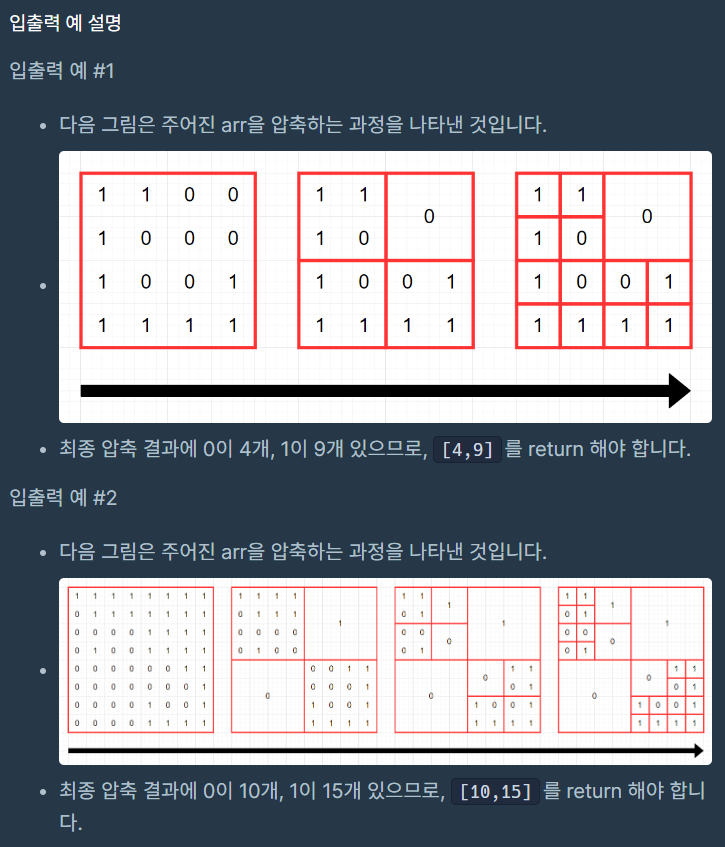 입출력 예 설명
입출력 예 #1
다음 그림은 주어진 arr을 압축하는 과정을 나타낸 것입니다.
1 1 0 0
1 0 0 0
1 0 0 1
1 1 1 1
1 1
0
1 0
1 0 0 1
1 1 1 1
1 1
0
1 0
1 0 0 1
1 1 1 1
최종 압축 결과에 0이 4개, 1이 9개 있으므로, [4,9] 를 return 해야 합니다.
입출력 예 #2
다음 그림은 주어진 arr을 압축하는 과정을 나타낸 것입니다.
1 1 1 1 1 1 1 1
0 1 1 1 1 1 1 1
0 0 0 0 1 1 1 1
0 1 0 0 1 1 1 1
0 0 0 0 0 0 1 1
0 0 0 0 0 0 0 1
0 0 0 0 1 0 0 1
0 0 0 0 1 1 1 1
1 1 1 1
0 1 1 1
1
0 0 0 0
0 1 0 0
0 0 1 1
0 0 0 1
0
1 0 0 1
1 1 1 1
1 1
1
0 1
1
0 0
0
0 1
1 1
0
0 1
0
1 0 0 1
1 1 1 1
1 1
1
0 1
1
0 0
0
0 1
1 1
0
0 1
0
1 0 0 1
1 1 1 1
최종 압축 결과에 0이 10개, 1이 15개 있으므로, [10,15] 를 return 해야 합니
다.